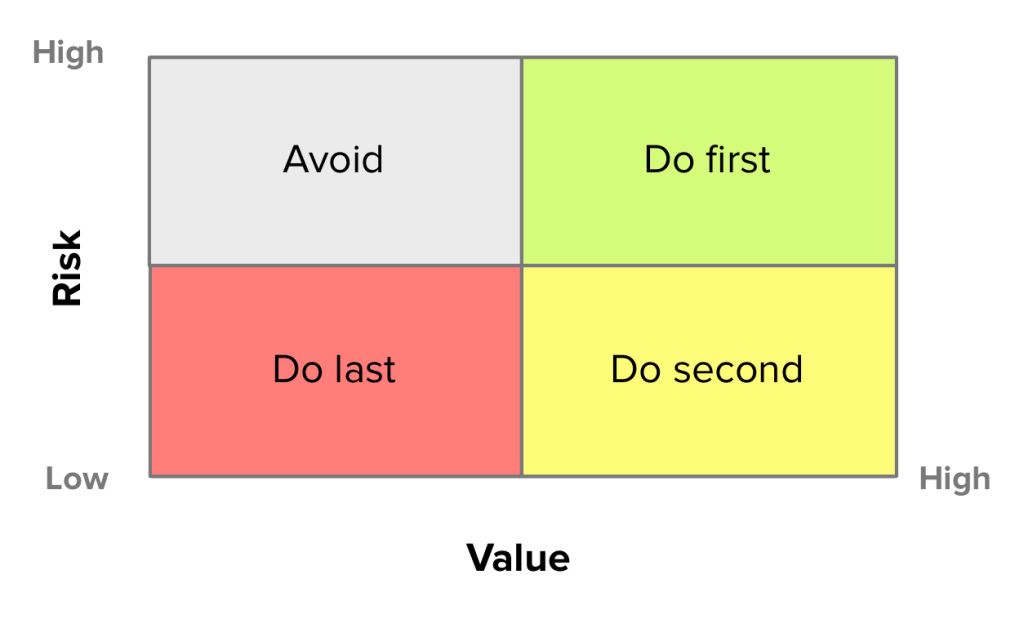 High
Avoid
Do first
Risk
Do last
Do second
Low
High
Value